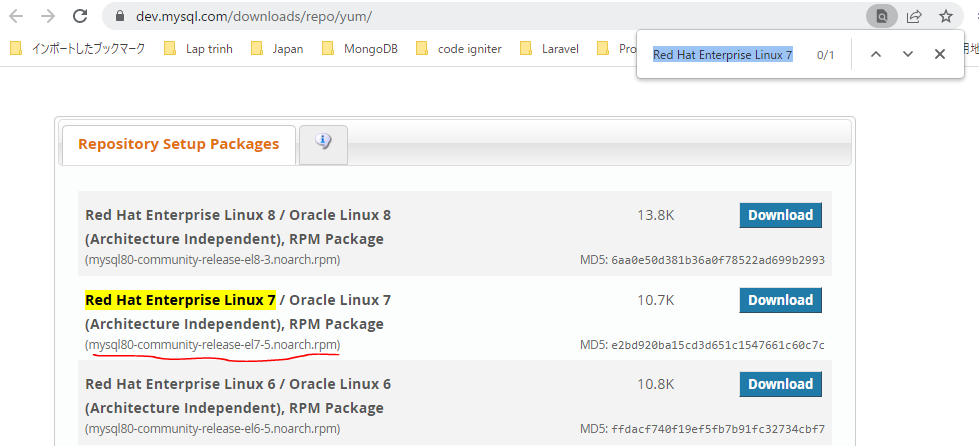 dev.mysql.com/downloads/repo/yum/
インポートしたブックマーク Lap trinh Japan MongoDB code igniter Laravel Pro 用地
Red Hat Enterprise Linux 7 0/1
Repository Setup Packages
Red Hat Enterprise Linux 8 / Oracle Linux 8 13.8K Download
(Architecture Independent), RPM Package
(mysql80-community-release-el8-3.noarch.rpm) MD5: 6aa0e50d381b36a0f78522ad699b2993
Red Hat Enterprise Linux 7 / Oracle Linux 7 10.7K Download
(Architecture Independent), RPM Package
(mysql80-community-release-el7-5.noarch.rpm) MD5: e2bd920ba15cd3d651c1547661c60c7c
Red Hat Enterprise Linux 6 / Oracle Linux 6 10.8K Download
(Architecture Independent), RPM Package
(mysql80-community-release-el6-5.noarch.rpm) MD5: ffdacf740f19ef5fb7b91fc32734cbf7